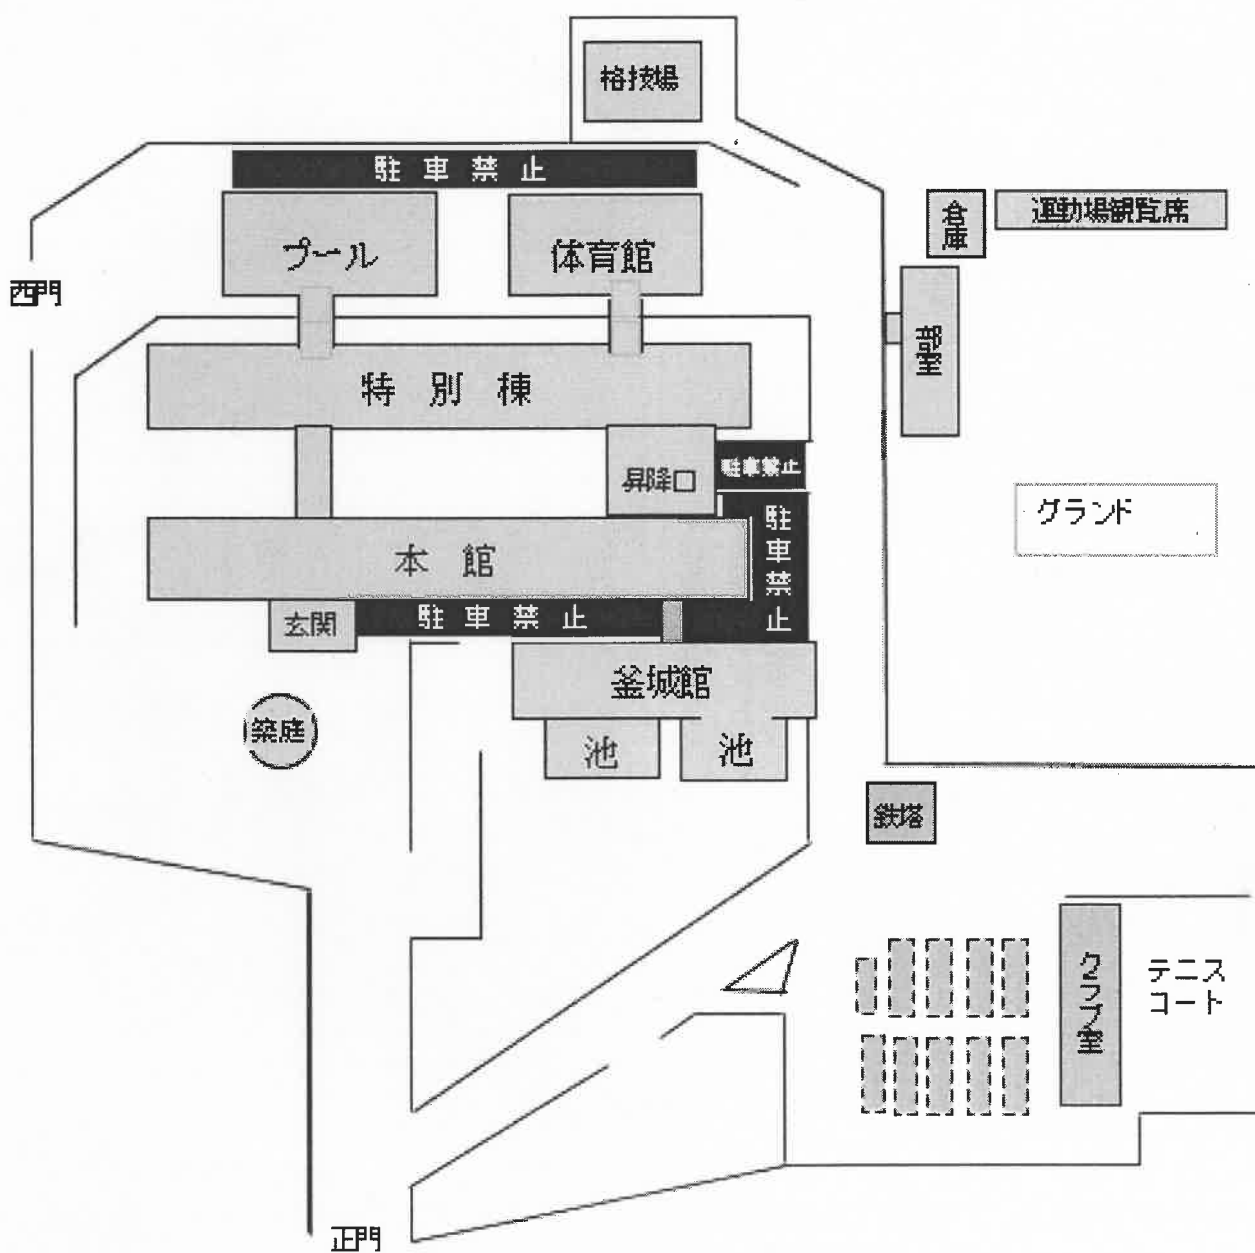 格技場
駐車禁止
倉庫
運動場観覧席
プール
体育館
西門
部室
特別棟
昇降口
駐車禁止
グランド
駐車禁止
本館
玄関
駐車禁止
釜城館
築庭
池
池
鉄塔
クラブ室
テニス
コート
正門